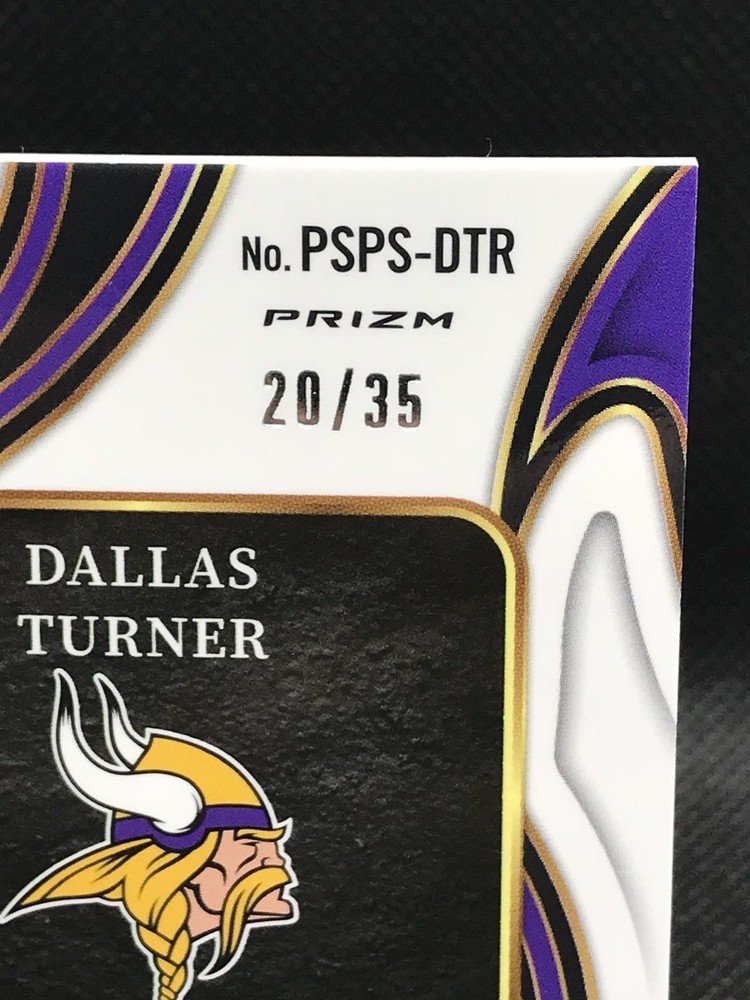 No. PSPS-DTR
PRIZM
20/35
DALLAS
TURNER